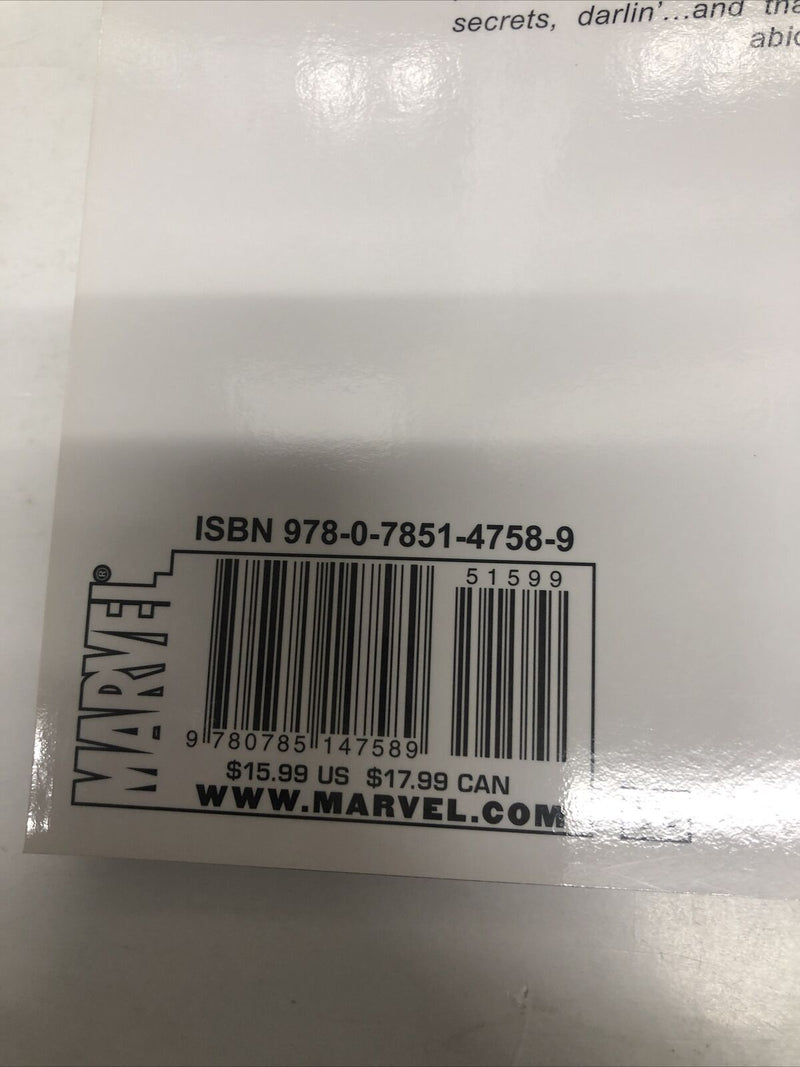 secrets, darlin'...and
ISBN 978-0-7851-4758-9
MARVEL®
51599
9 780785 147589
$15.99 US $17.99 CAN
WWW.MARVEL.COM